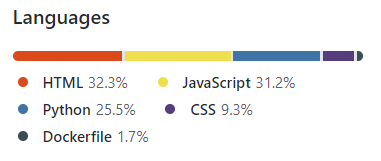 Languages
HTML 32.3% JavaScript 31.2%
Python 25.5% CSS 9.3%
Dockerfile 1.7%